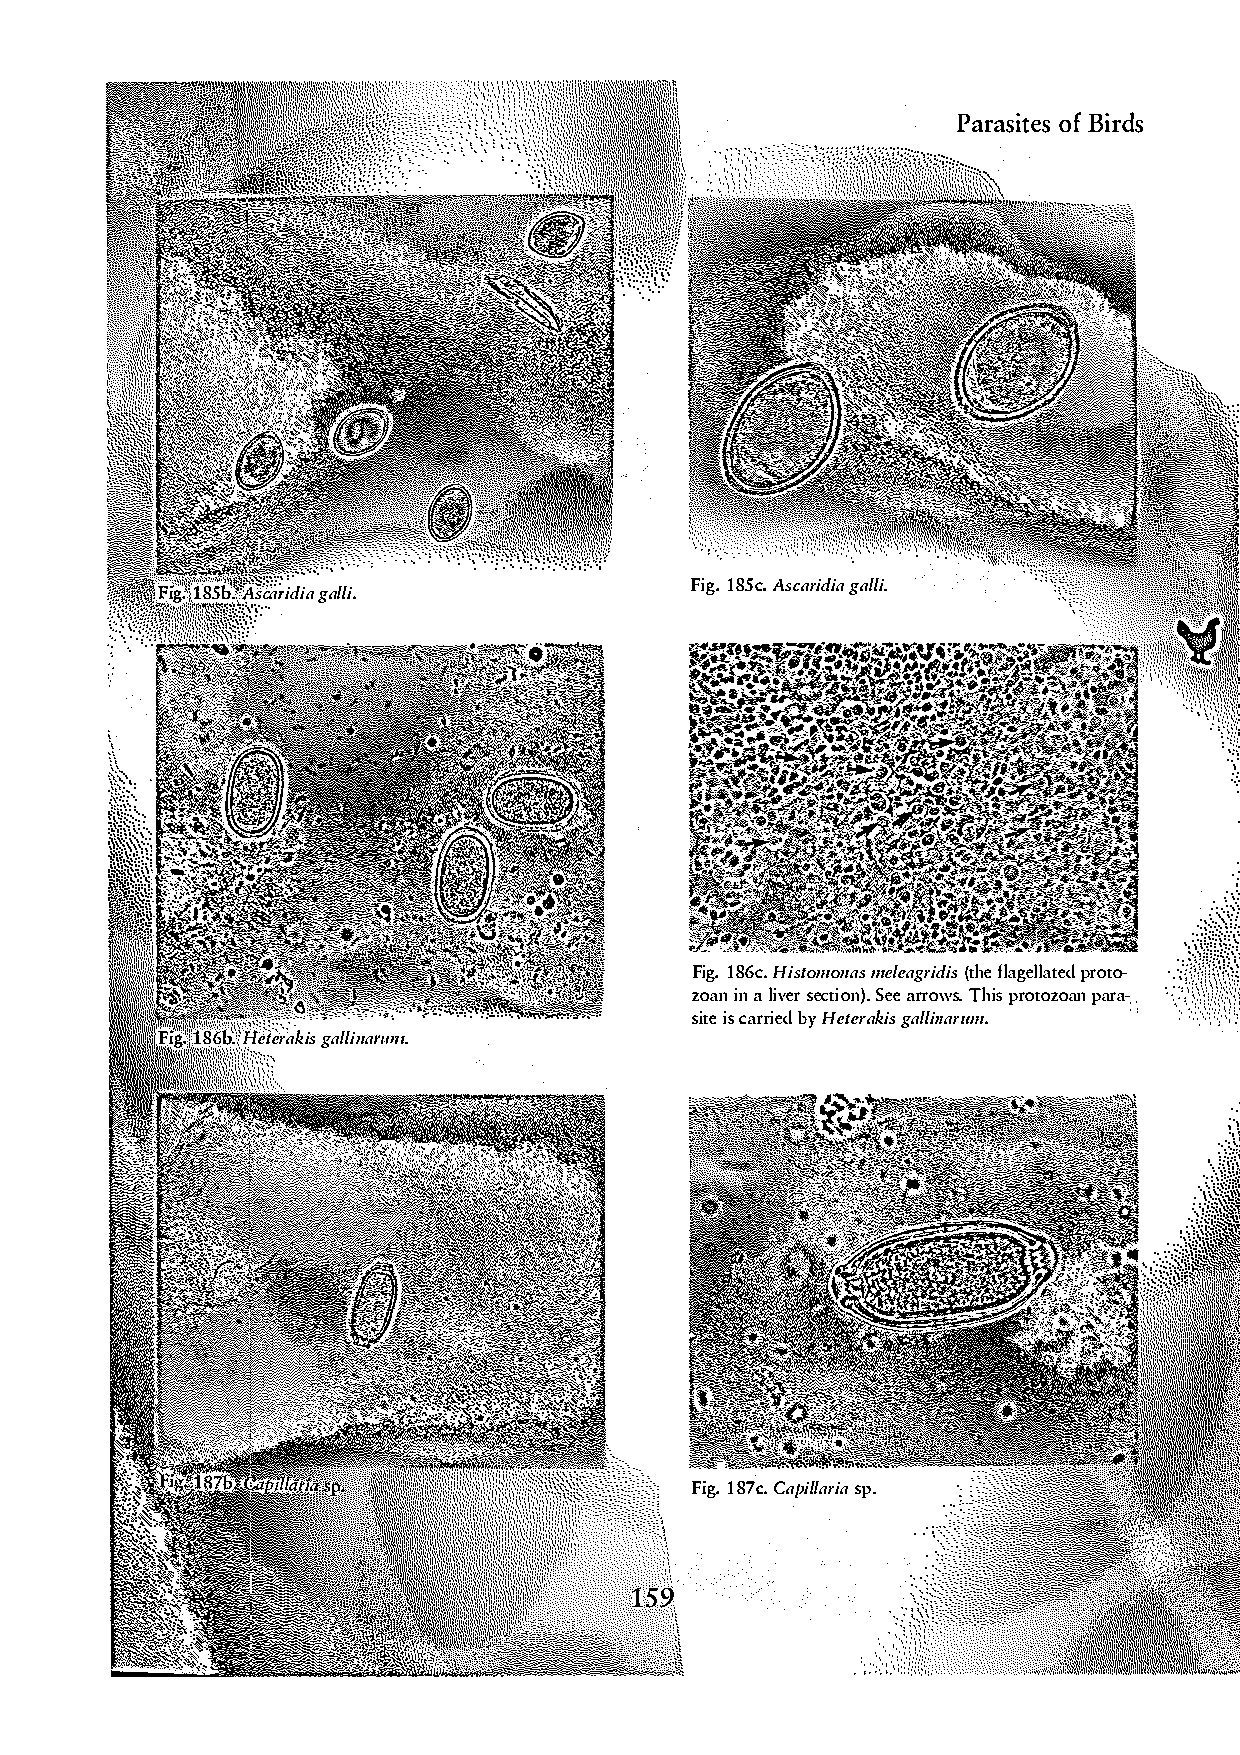 Parasites of Birds
Fig. 185b. Ascaridia galli.
Fig. 185c. Ascaridia galli.
Fig. 186b. Heterakis gallinarum.
Fig. 186c. Histomonas meleagridis (the flagellated proto-
zoan in a liver section). See arrows. This protozoan para-
site is carried by Heterakis gallinarum.
Fig. 187b. Capillaria sp.
Fig. 187c. Capillaria sp.
159